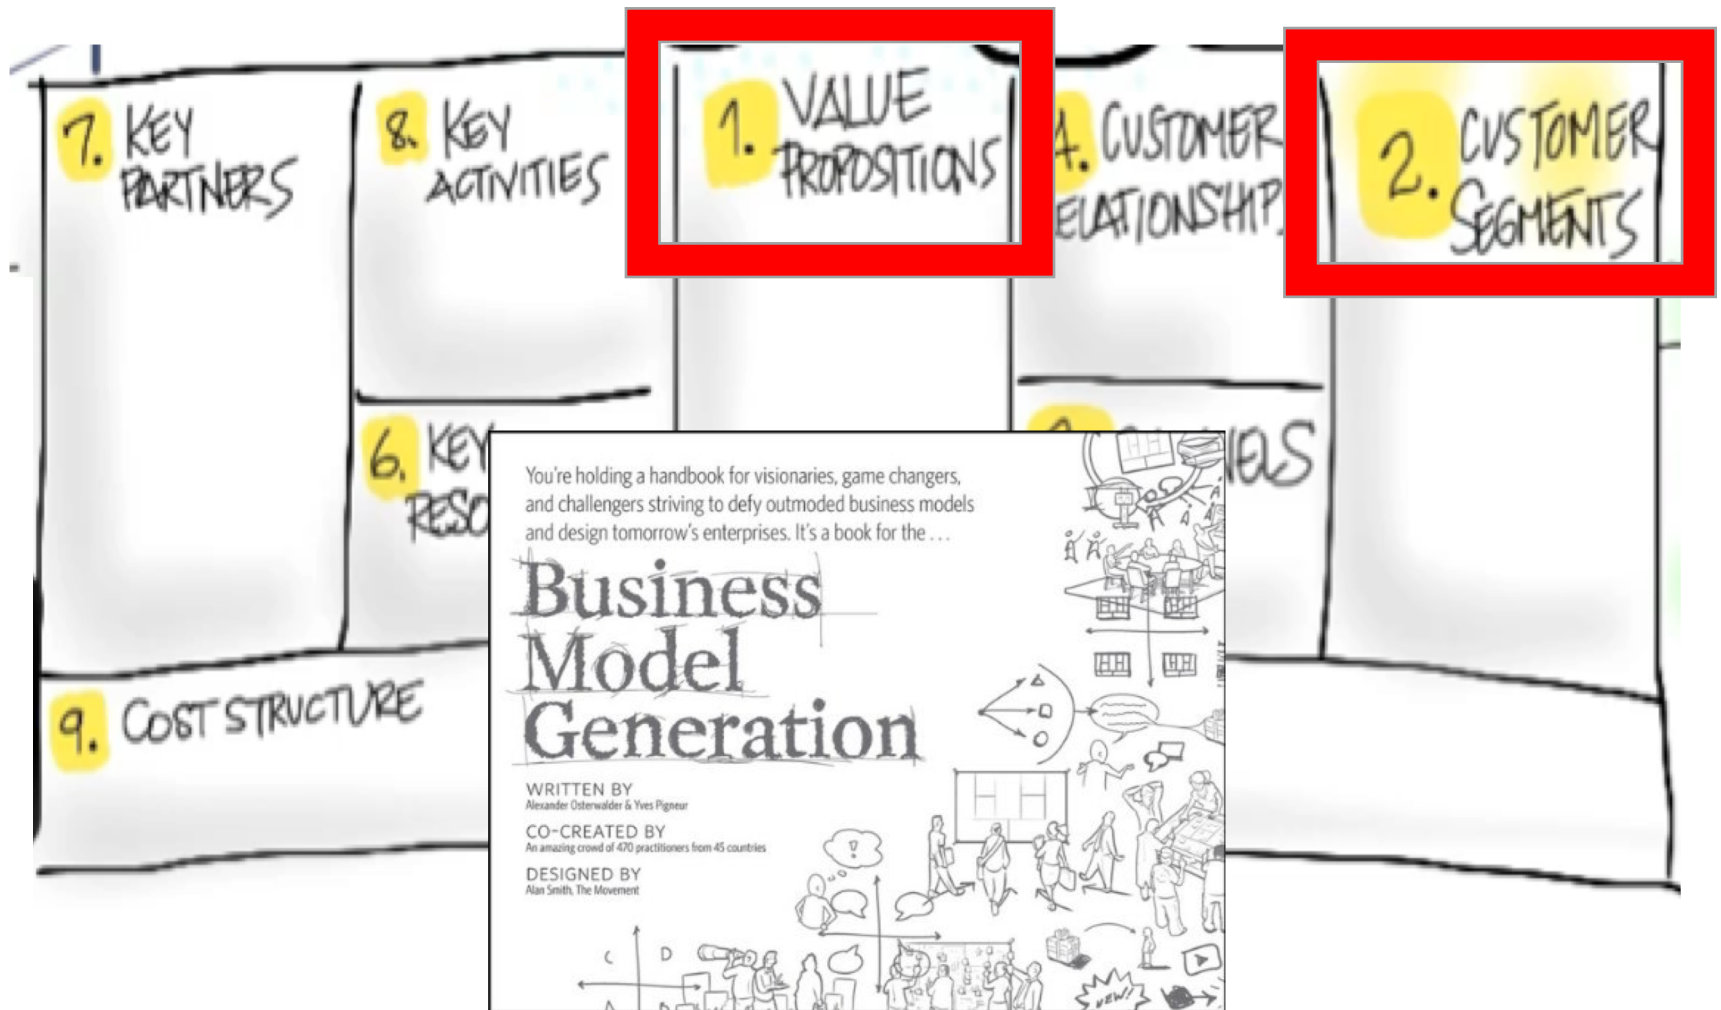 7. KEY
PARTNERS
8. KEY
ACTIVITIES
1. VALUE
PROPOSITIONS
4. CUSTOMER
ELATIONSHIP
2. CUSTOMER
SEGMENTS
6. KEY
RESO
NELS
You're holding a handbook for visionaries, game changers,
and challengers striving to defy outmoded business models
and design tomorrow's enterprises. It's a book for the ...
Business
Model
Generation
WRITTEN BY
Alexander Osterwalder & Yves Pigneur
CO-CREATED BY
An amazing crowd of 470 practitioners from 45 countries
DESIGNED BY
Alan Smith, The Movement
C D
NEW!
9. COST STRUCTURE